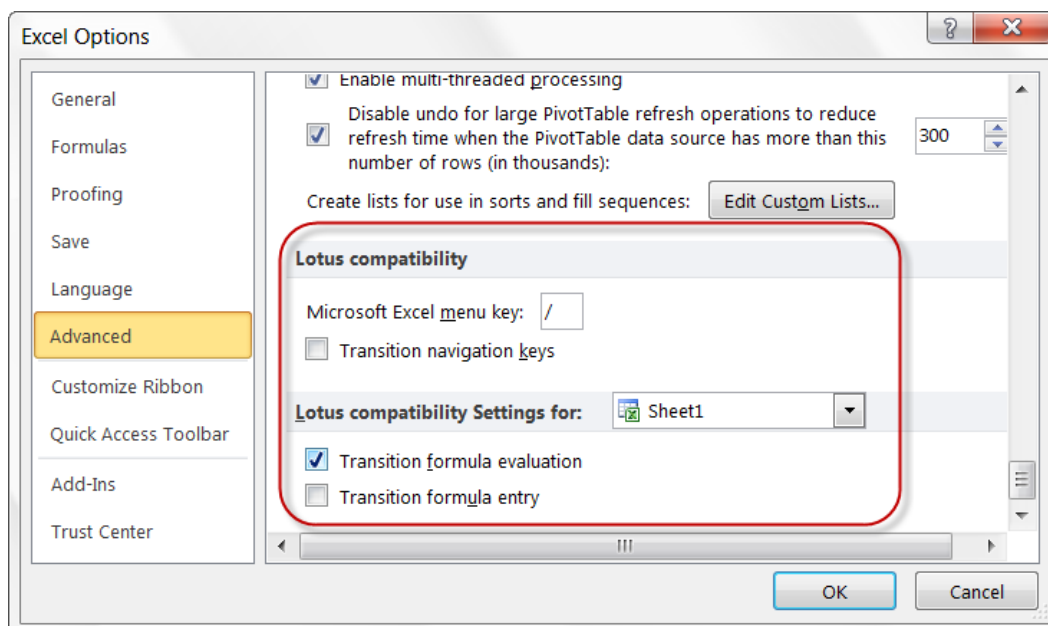 Excel Options
General
Formulas
Proofing
Save
Language
Advanced
Customize Ribbon
Quick Access Toolbar
Add-Ins
Trust Center
Enable multi-threaded processing
Disable undo for large PivotTable refresh operations to reduce
refresh time when the PivotTable data source has more than this
number of rows (in thousands):
300
Create lists for use in sorts and fill sequences: Edit Custom Lists...
Lotus compatibility
Microsoft Excel menu key: /
Transition navigation keys
Lotus compatibility Settings for: Sheet1
Transition formula evaluation
Transition formula entry
OK Cancel